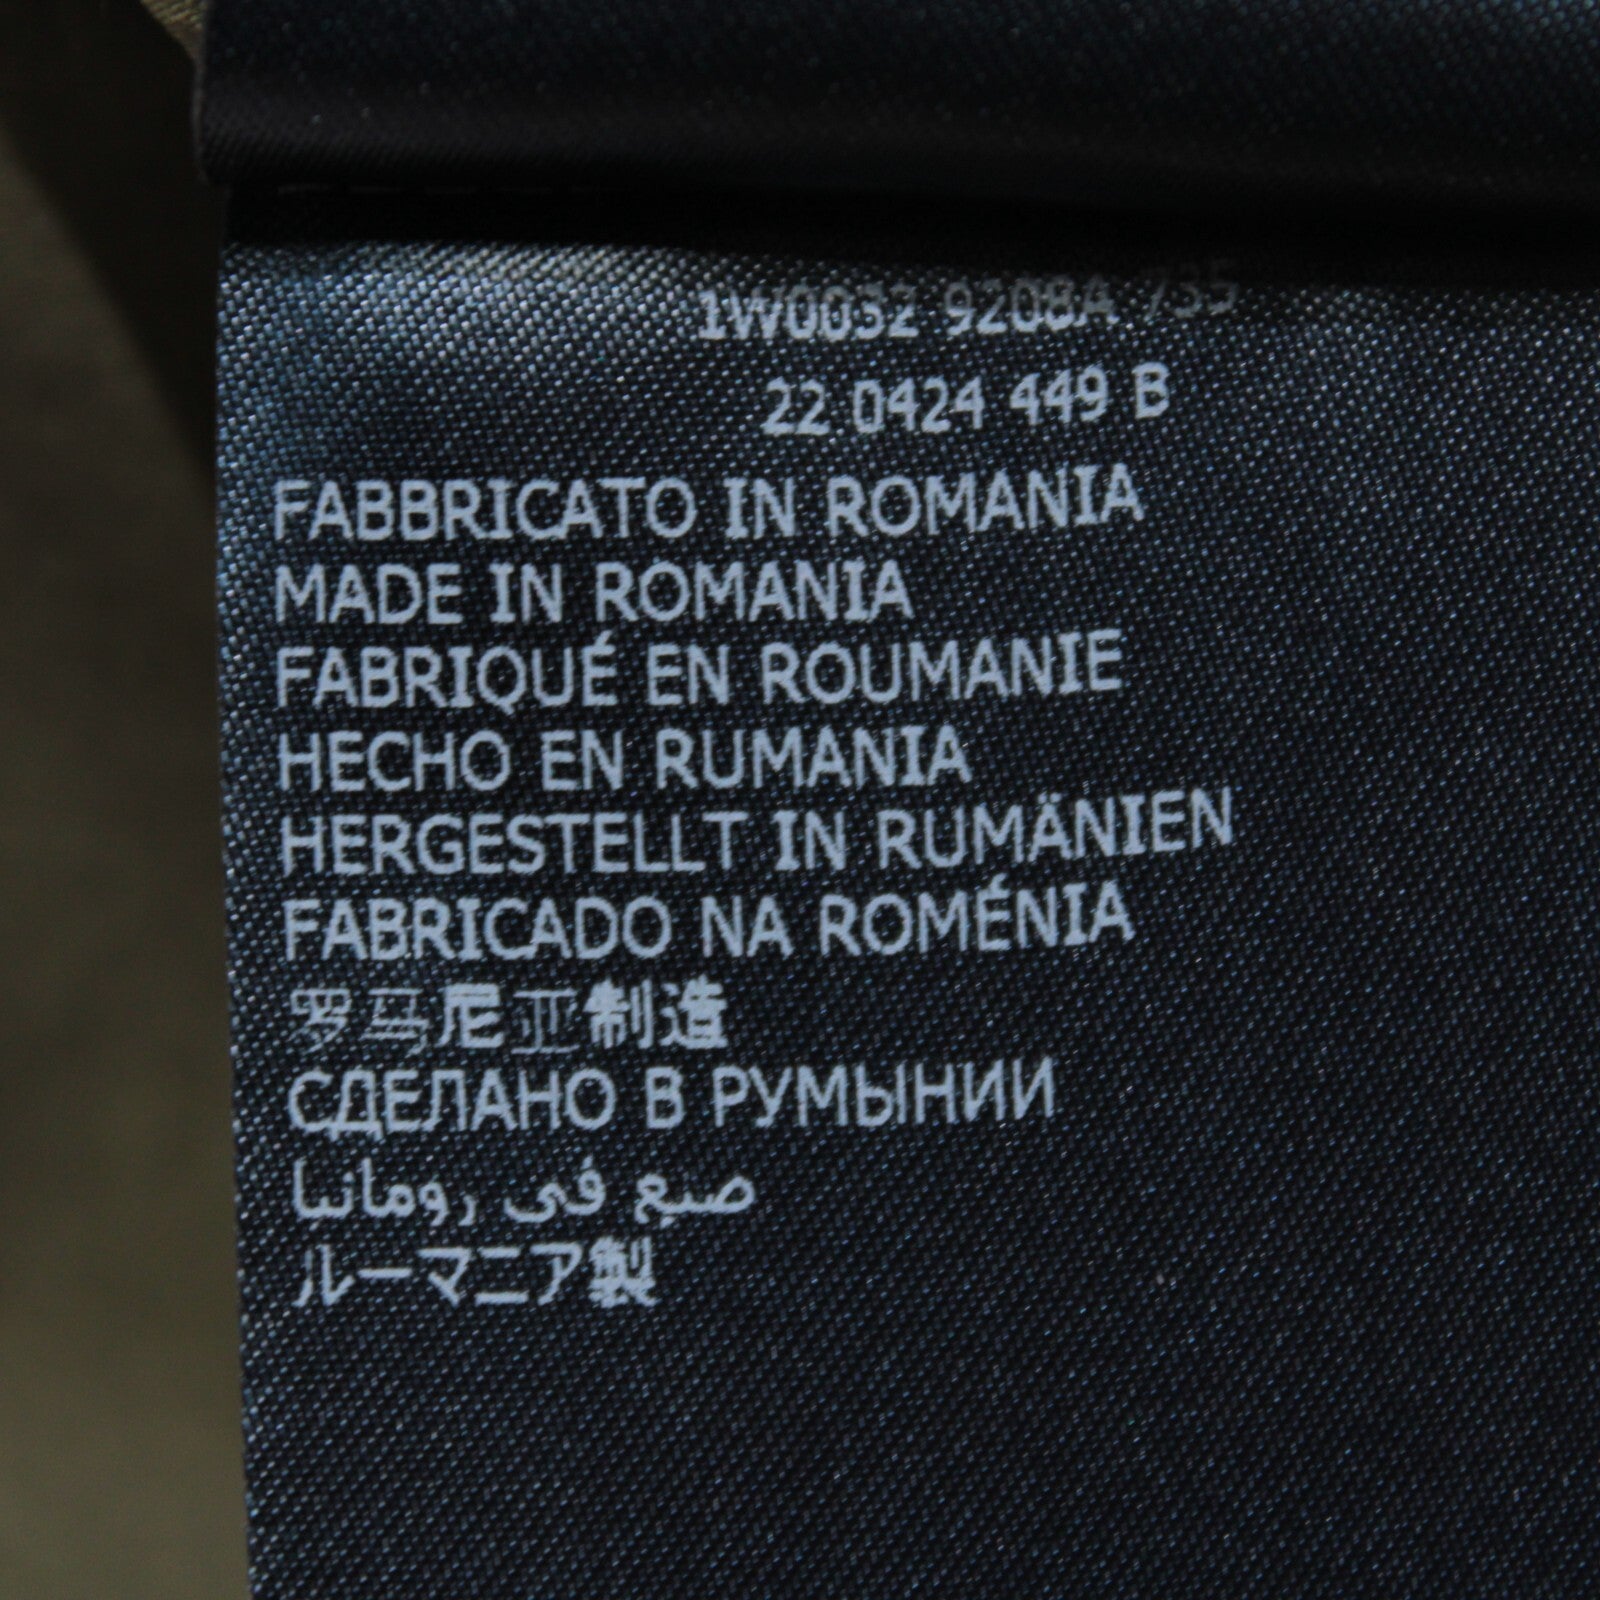 1W0032 9208A 735
22 0424 449 B
FABBRICATO IN ROMANIA
MADE IN ROMANIA
FABRIQUÉ EN ROUMANIE
HECHO EN RUMANIA
HERGESTELLT IN RUMÄNIEN
FABRICADO NA ROMÉNIA
罗马尼亚制造
СДЕЛАНО В РУМЫНИИ
صبع فى رومانيا
ルーマニア製